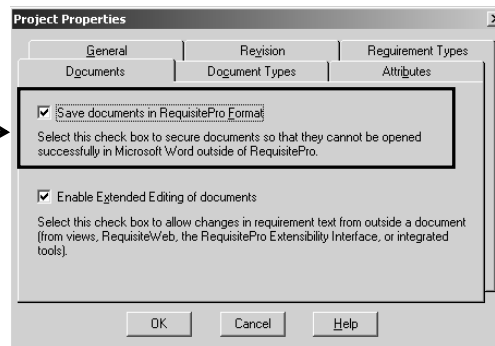 Project Properties
General Revision Requirement Types
Documents Document Types Attributes
Save documents in RequisitePro Format
Select this check box to secure documents so that they cannot be opened
successfully in Microsoft Word outside of RequisitePro.
Enable Extended Editing of documents
Select this check box to allow changes in requirement text from outside a document
(from views, RequisiteWeb, the RequisitePro Extensibility Interface, or integrated
tools).
OK Cancel Help